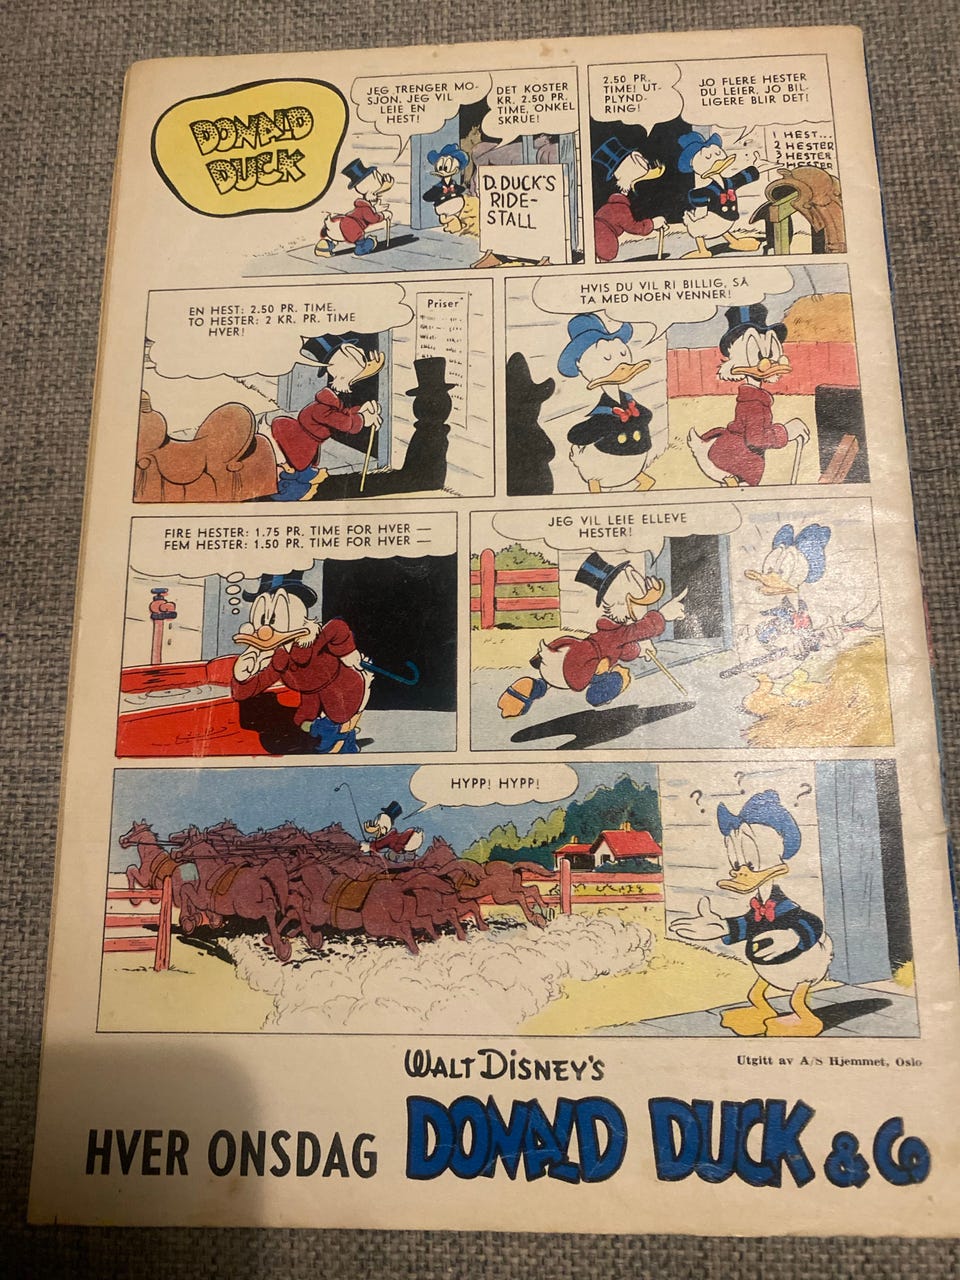 DONALD
DUCK
JEG TRENGER MO-
SJON. JEG VIL
LEIE EN
HEST!
DET KOSTER
KR. 2.50 PR.
TIME, ONKEL
SKRUE!
D. DUCK'S
RIDE-
STALL
2.50 PR.
TIME! UT-
PLYND-
RING!
JO FLERE HESTER
DU LEIER, JO BIL-
LIGERE BLIR DET!
1 HEST...
2 HESTER
3 HESTER
HESTER
EN HEST: 2.50 PR. TIME.
TO HESTER: 2 KR. PR. TIME
HVER!
Priser
HVIS DU VIL RI BILLIG, SÅ
TA MED NOEN VENNER!
FIRE HESTER: 1.75 PR. TIME FOR HVER —
FEM HESTER: 1.50 PR. TIME FOR HVER —
JEG VIL LEIE ELLEVE
HESTER!
HYPP! HYPP!
? ? ?
Utgitt av A/S Hjemmet, Oslo
WALT DISNEY'S
HVER ONSDAG DONALD DUCK & Co